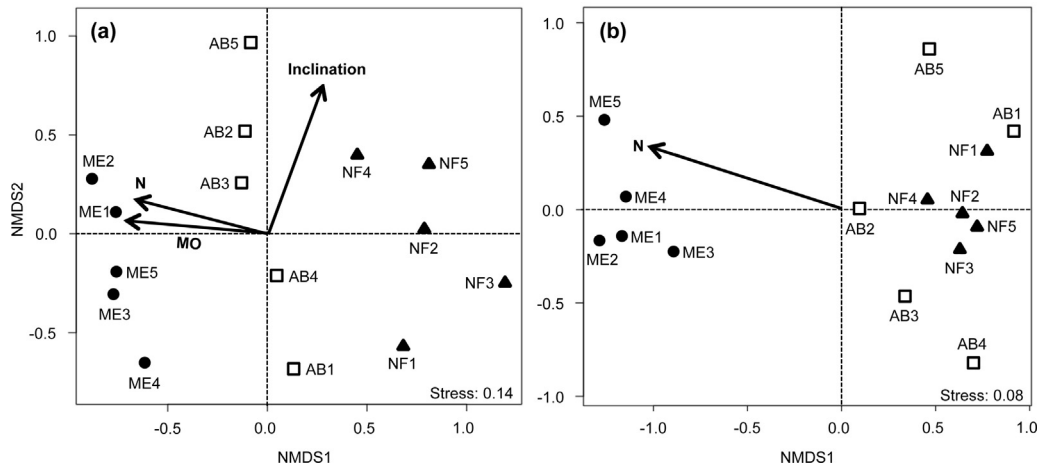 (a)
AB5
Inclination
AB2
ME2
NF4
NF5
N
AB3
ME1
MO
NF2
ME5
AB4
NF3
ME3
NF1
ME4
AB1
Stress: 0.14
1.0
0.5
0.0
-0.5
NMDS2
-0.5
0.0
0.5
1.0
NMDS1
(b)
AB5
ME5
AB1
N
NF1
ME4
NF4
NF2
AB2
NF5
ME2
ME1
ME3
NF3
AB3
AB4
Stress: 0.08
1.0
0.5
0.0
-0.5
-1.0
-1.0
-0.5
0.0
0.5
1.0
NMDS1